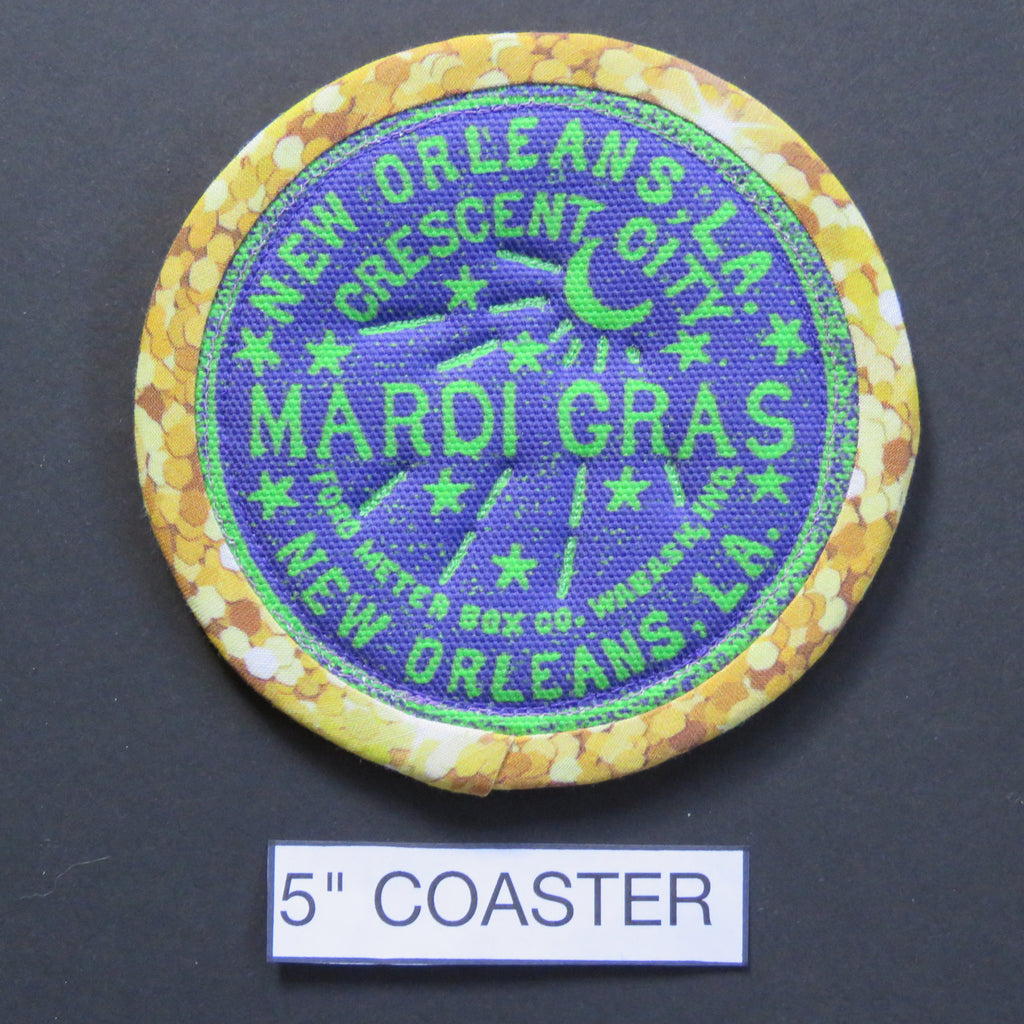 NEW ORLEANS, LA.
CRESCENT CITY
MARDI GRAS
FORD METER BOX CO. WABASH, IND
NEW ORLEANS, LA.
5" COASTER